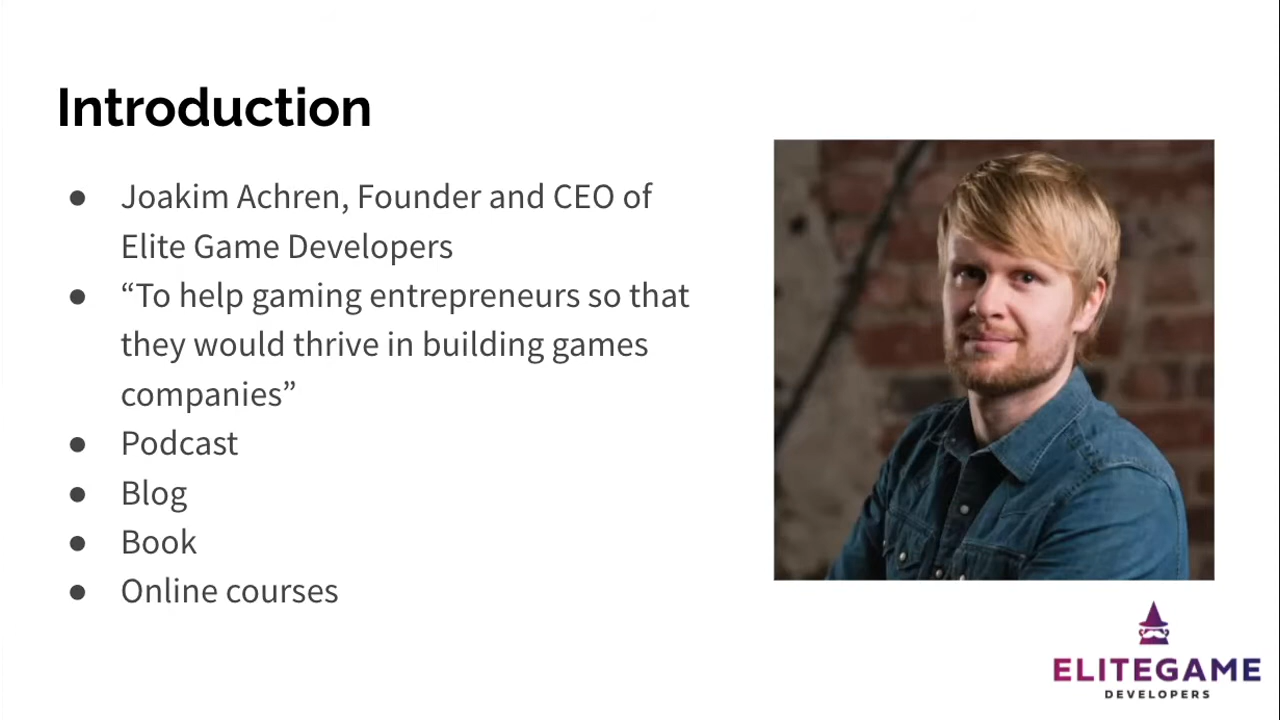 Introduction
● Joakim Achren, Founder and CEO of
Elite Game Developers
● “To help gaming entrepreneurs so that
they would thrive in building games
companies”
● Podcast
● Blog
● Book
● Online courses
ELITEGAME
DEVELOPERS